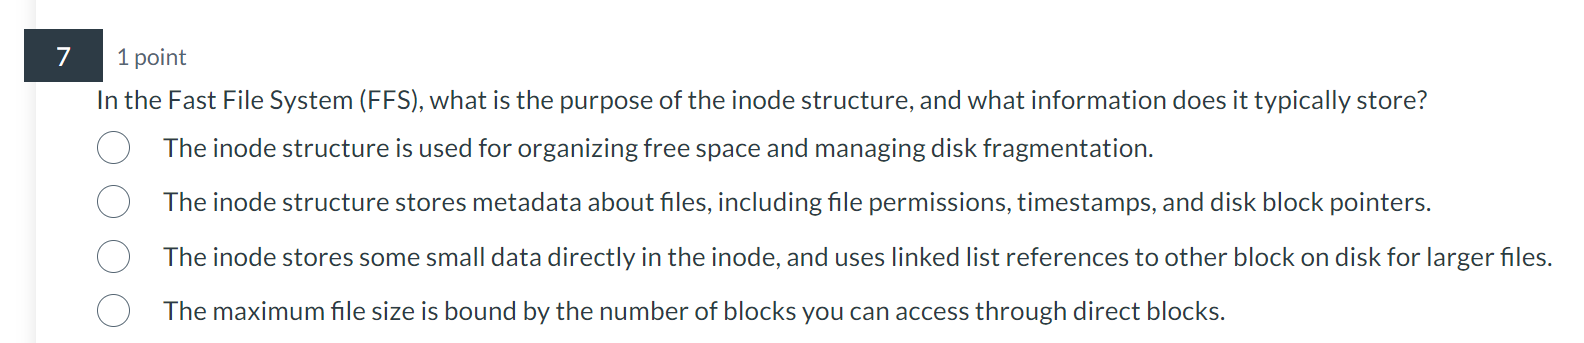 7 1 point
In the Fast File System (FFS), what is the purpose of the inode structure, and what information does it typically store?
The inode structure is used for organizing free space and managing disk fragmentation.
The inode structure stores metadata about files, including file permissions, timestamps, and disk block pointers.
The inode stores some small data directly in the inode, and uses linked list references to other block on disk for larger files.
The maximum file size is bound by the number of blocks you can access through direct blocks.